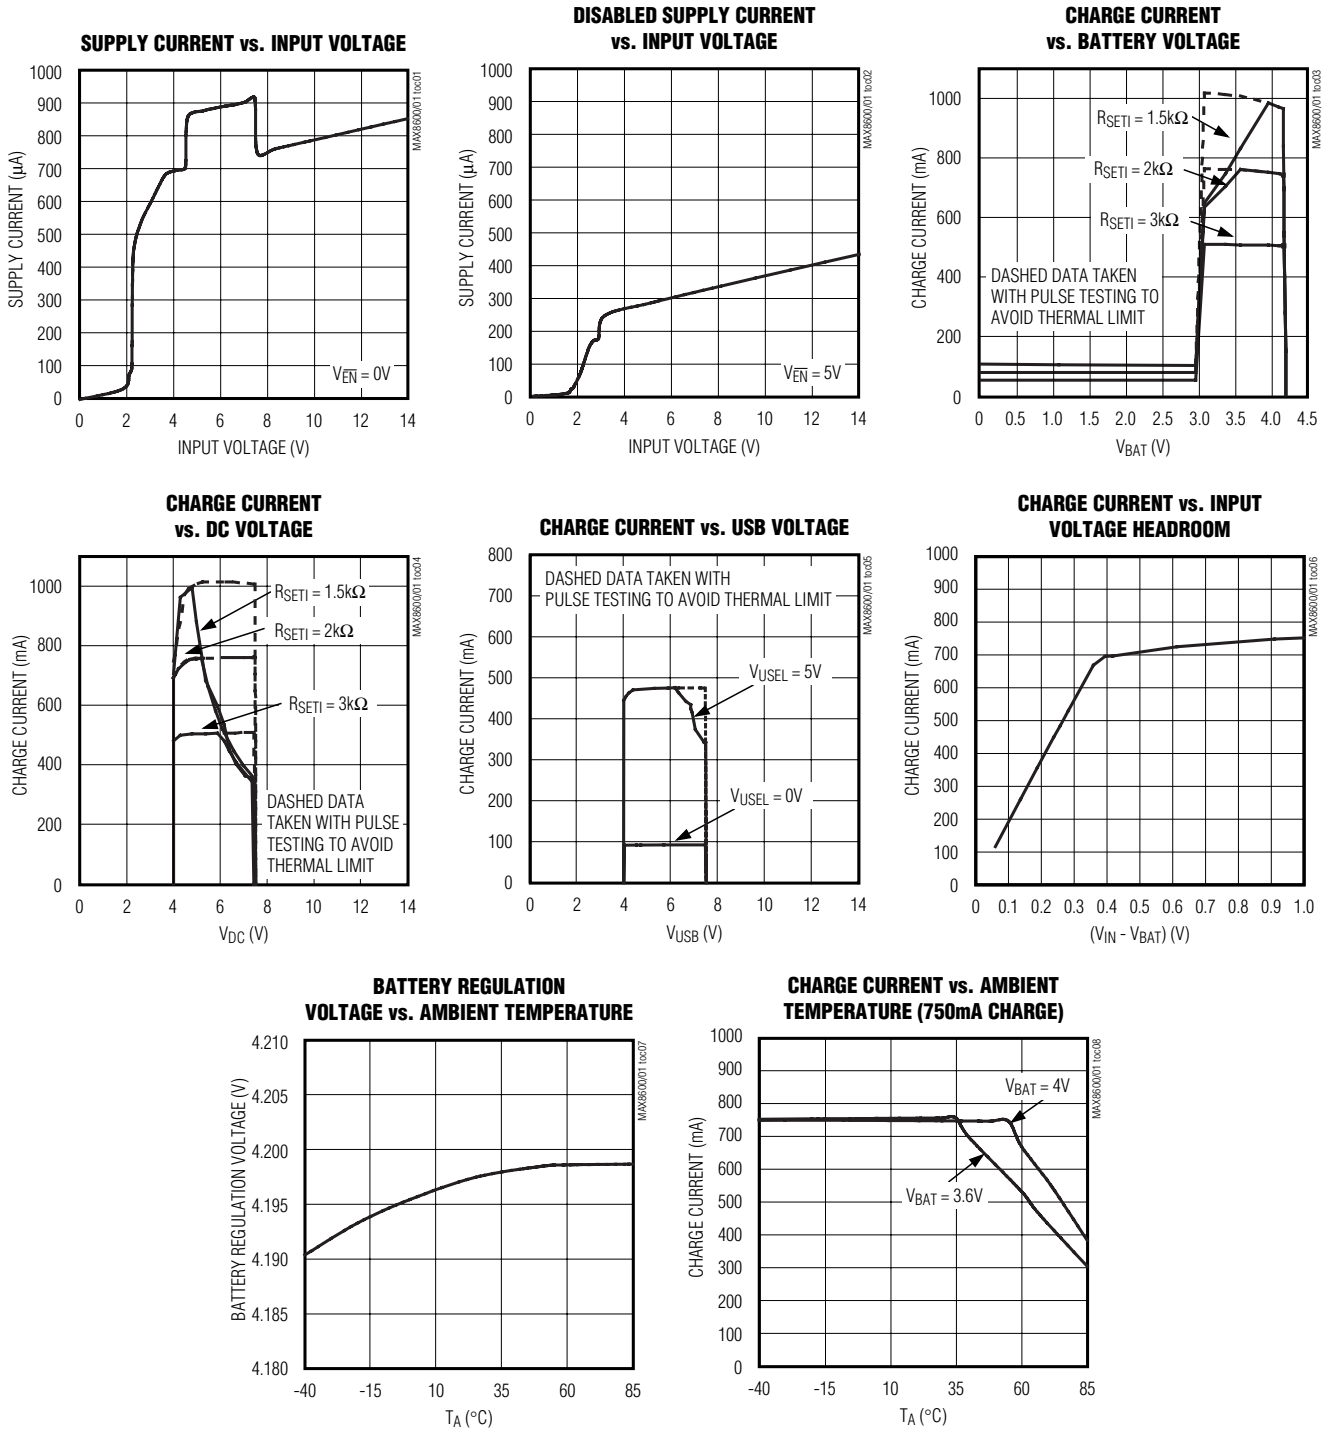 SUPPLY CURRENT vs. INPUT VOLTAGE
1000
900
800
700
600
500
400
300
200
100
0
SUPPLY CURRENT (µA)
MAX8600/01 toc01
VEN = 0V
0 2 4 6 8 10 12 14
INPUT VOLTAGE (V)
DISABLED SUPPLY CURRENT
vs. INPUT VOLTAGE
1000
900
800
700
600
500
400
300
200
100
0
SUPPLY CURRENT (µA)
MAX8600/01 toc02
VEN = 5V
0 2 4 6 8 10 12 14
INPUT VOLTAGE (V)
CHARGE CURRENT
vs. BATTERY VOLTAGE
1000
800
600
400
200
0
CHARGE CURRENT (mA)
MAX8600/01 toc03
RSETI = 1.5kΩ
RSETI = 2kΩ
RSETI = 3kΩ
DASHED DATA TAKEN
WITH PULSE TESTING TO
AVOID THERMAL LIMIT
0 0.5 1.0 1.5 2.0 2.5 3.0 3.5 4.0 4.5
VBAT (V)
CHARGE CURRENT
vs. DC VOLTAGE
1000
800
600
400
200
0
CHARGE CURRENT (mA)
MAX8600/01 toc04
RSETI = 1.5kΩ
RSETI = 2kΩ
RSETI = 3kΩ
DASHED DATA
TAKEN WITH PULSE
TESTING TO AVOID
THERMAL LIMIT
0 2 4 6 8 10 12 14
VDC (V)
CHARGE CURRENT vs. USB VOLTAGE
800
700
600
500
400
300
200
100
0
CHARGE CURRENT (mA)
MAX8600/01 toc05
DASHED DATA TAKEN WITH
PULSE TESTING TO AVOID THERMAL LIMIT
VUSEL = 5V
VUSEL = 0V
0 2 4 6 8 10 12 14
VUSB (V)
CHARGE CURRENT vs. INPUT
VOLTAGE HEADROOM
1000
900
800
700
600
500
400
300
200
100
0
CHARGE CURRENT (mA)
MAX8600/01 toc06
0 0.1 0.2 0.3 0.4 0.5 0.6 0.7 0.8 0.9 1.0
(VIN - VBAT) (V)
BATTERY REGULATION
VOLTAGE vs. AMBIENT TEMPERATURE
4.210
4.205
4.200
4.195
4.190
4.185
4.180
BATTERY REGULATION VOLTAGE (V)
MAX8600/01 toc07
-40 -15 10 35 60 85
TA (°C)
CHARGE CURRENT vs. AMBIENT
TEMPERATURE (750mA CHARGE)
1000
900
800
700
600
500
400
300
200
100
0
CHARGE CURRENT (mA)
MAX8600/01 toc08
VBAT = 4V
VBAT = 3.6V
-40 -15 10 35 60 85
TA (°C)